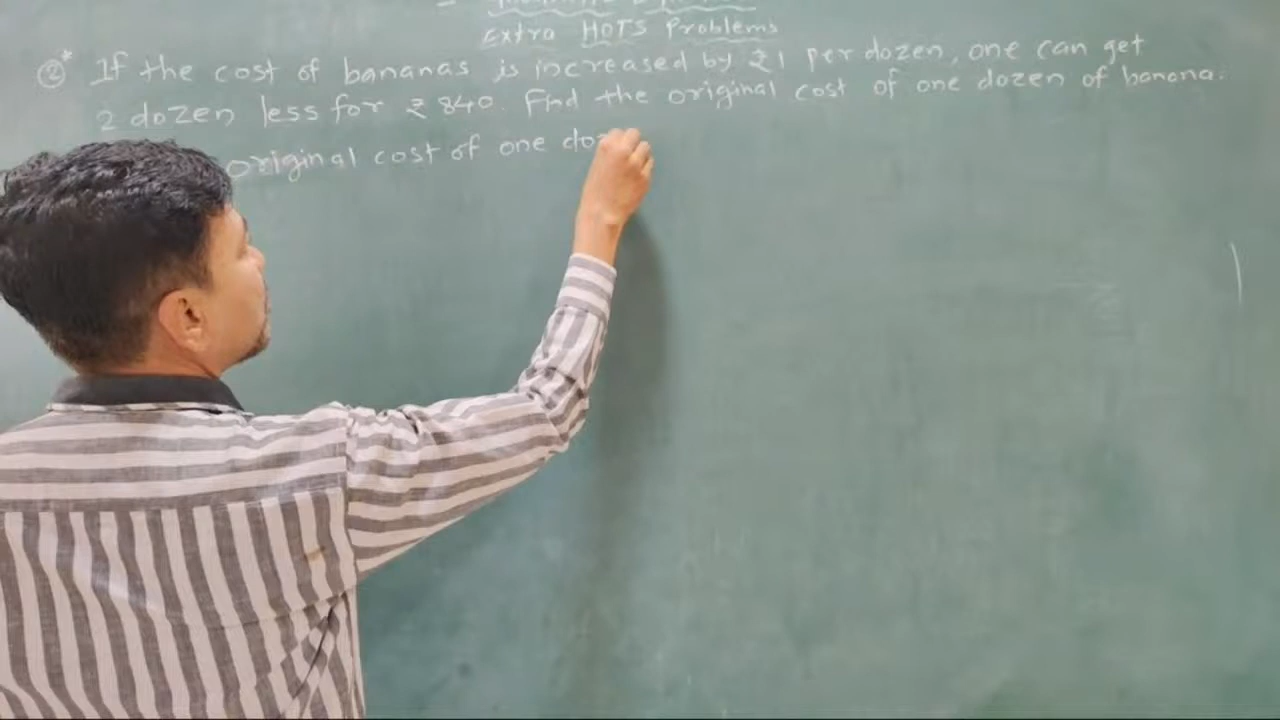 Extra HOTS Problems
②* If the cost of bananas is increased by ₹1 per dozen, one can get
2 dozen less for ₹ 840. Find the original cost of one dozen of banana.
original cost of one do